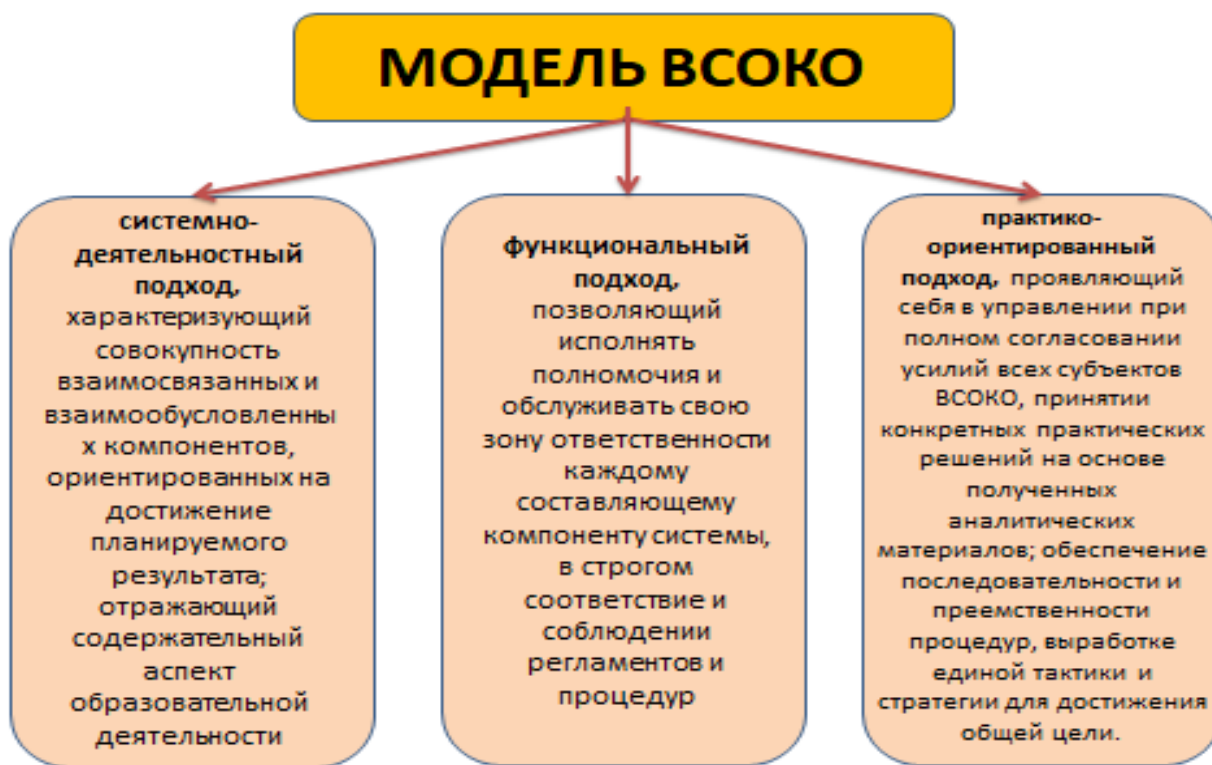 МОДЕЛЬ ВСОКО
системно-
деятельностный
подход,
характеризующий
совокупность
взаимосвязанных и
взаимообусловленны
х компонентов,
ориентированных на
достижение
планируемого
результата;
отражающий
содержательный
аспект
образовательной
деятельности
функциональный
подход,
позволяющий
исполнять
полномочия и
обслуживать свою
зону ответственности
каждому
составляющему
компоненту системы,
в строгом
соответствие и
соблюдении
регламентов и
процедур
практико-
ориентированный
подход, проявляющий
себя в управлении при
полном согласовании
усилий всех субъектов
ВСОКО, принятии
конкретных практических
решений на основе
полученных
аналитических
материалов; обеспечение
последовательности и
преемственности
процедур, выработке
единой тактики и
стратегии для достижения
общей цели.